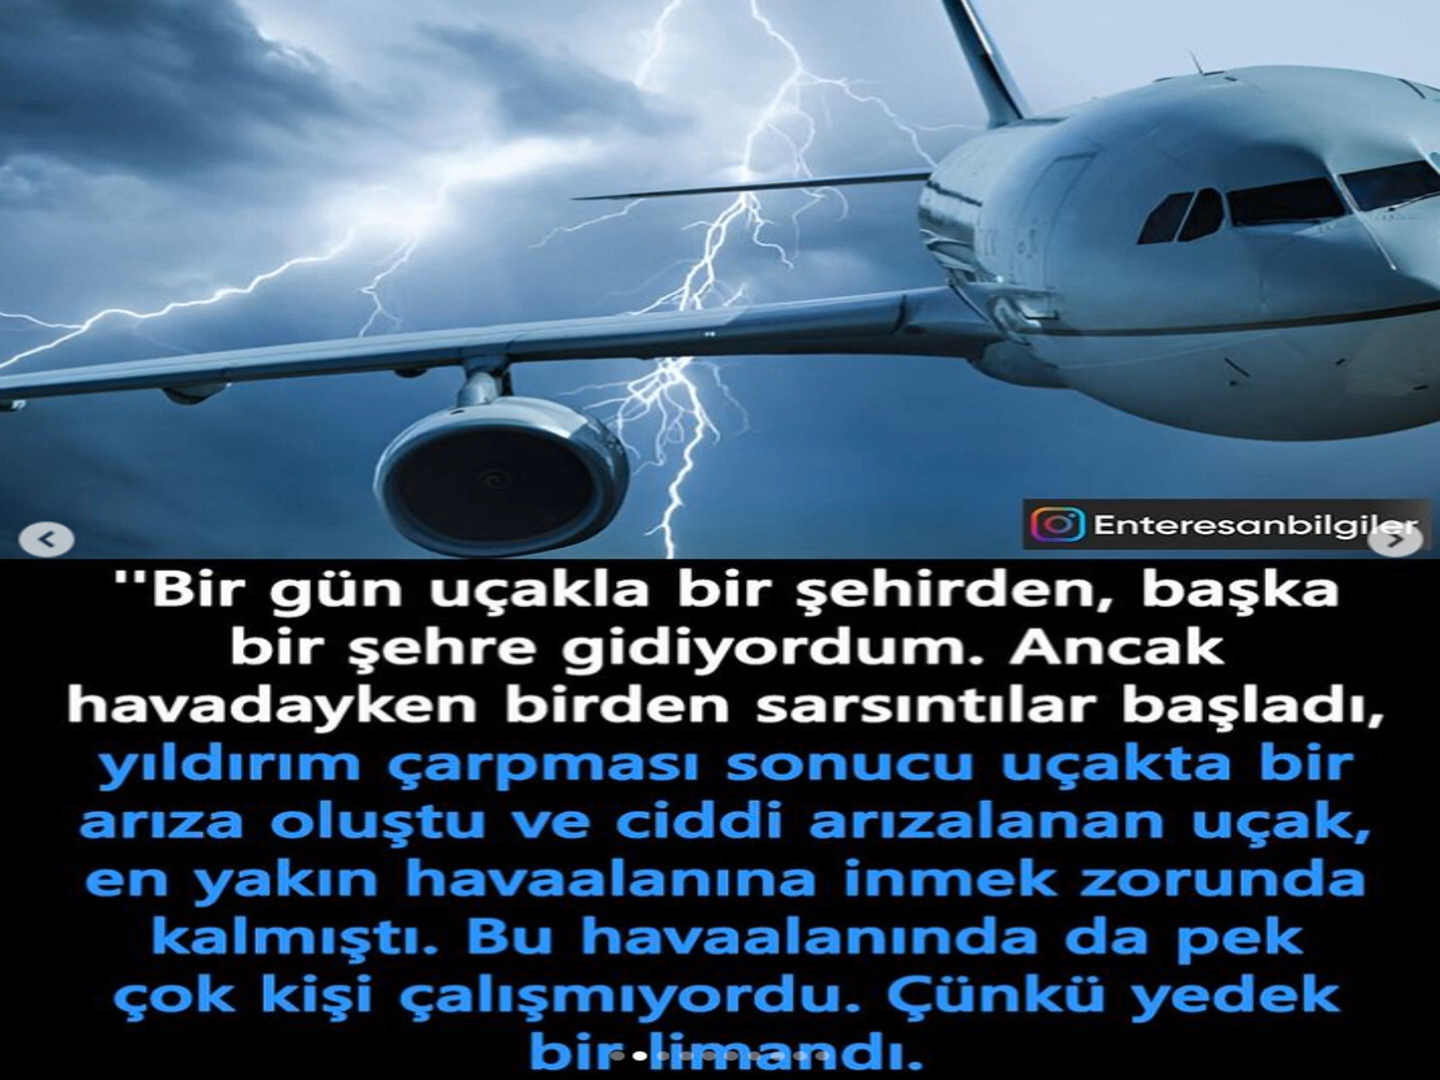 Enteresanbilgiler
"Bir gün uçakla bir şehirden, başka
bir şehre gidiyordum. Ancak
havadayken birden sarsıntılar başladı,
yıldırım çarpması sonucu uçakta bir
arıza oluştu ve ciddi arızalanan uçak,
en yakın havaalanına inmek zorunda
kalmıştı. Bu havaalanında da pek
çok kişi çalışmıyordu. Çünkü yedek
bir limandı.